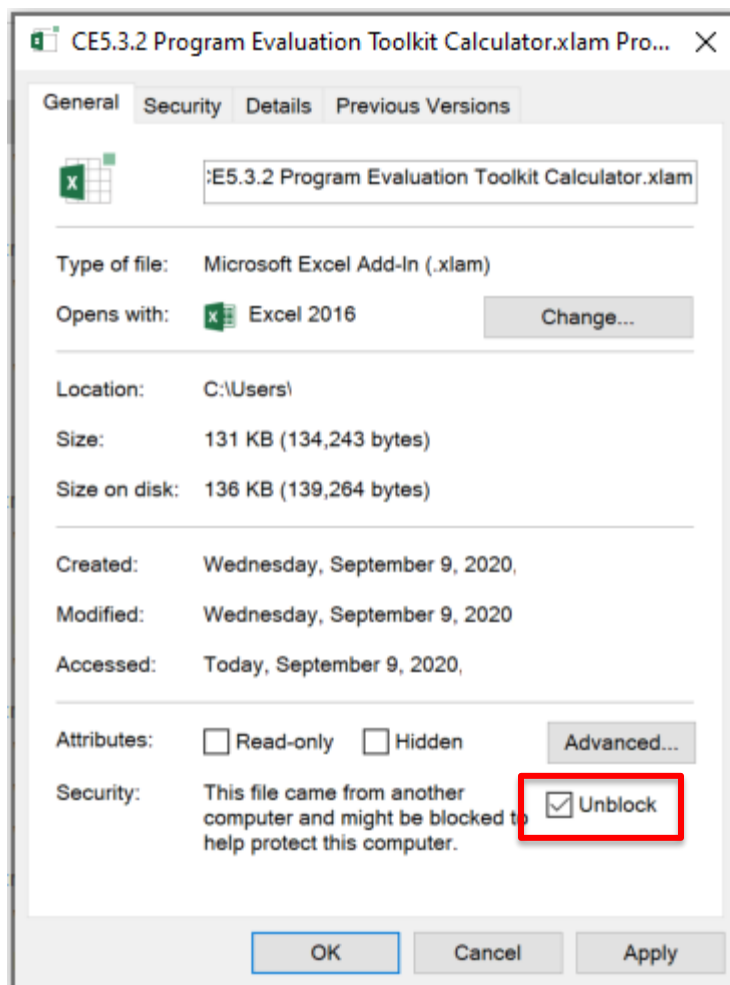 CE5.3.2 Program Evaluation Toolkit Calculator.xlam Pro...
General Security Details Previous Versions
:E5.3.2 Program Evaluation Toolkit Calculator.xlam
Type of file: Microsoft Excel Add-In (.xlam)
Opens with: Excel 2016 Change...
Location: C:\Users\
Size: 131 KB (134,243 bytes)
Size on disk: 136 KB (139,264 bytes)
Created: Wednesday, September 9, 2020,
Modified: Wednesday, September 9, 2020
Accessed: Today, September 9, 2020,
Attributes: Read-only Hidden Advanced...
Security: This file came from another
computer and might be blocked to Unblock
help protect this computer.
OK Cancel Apply